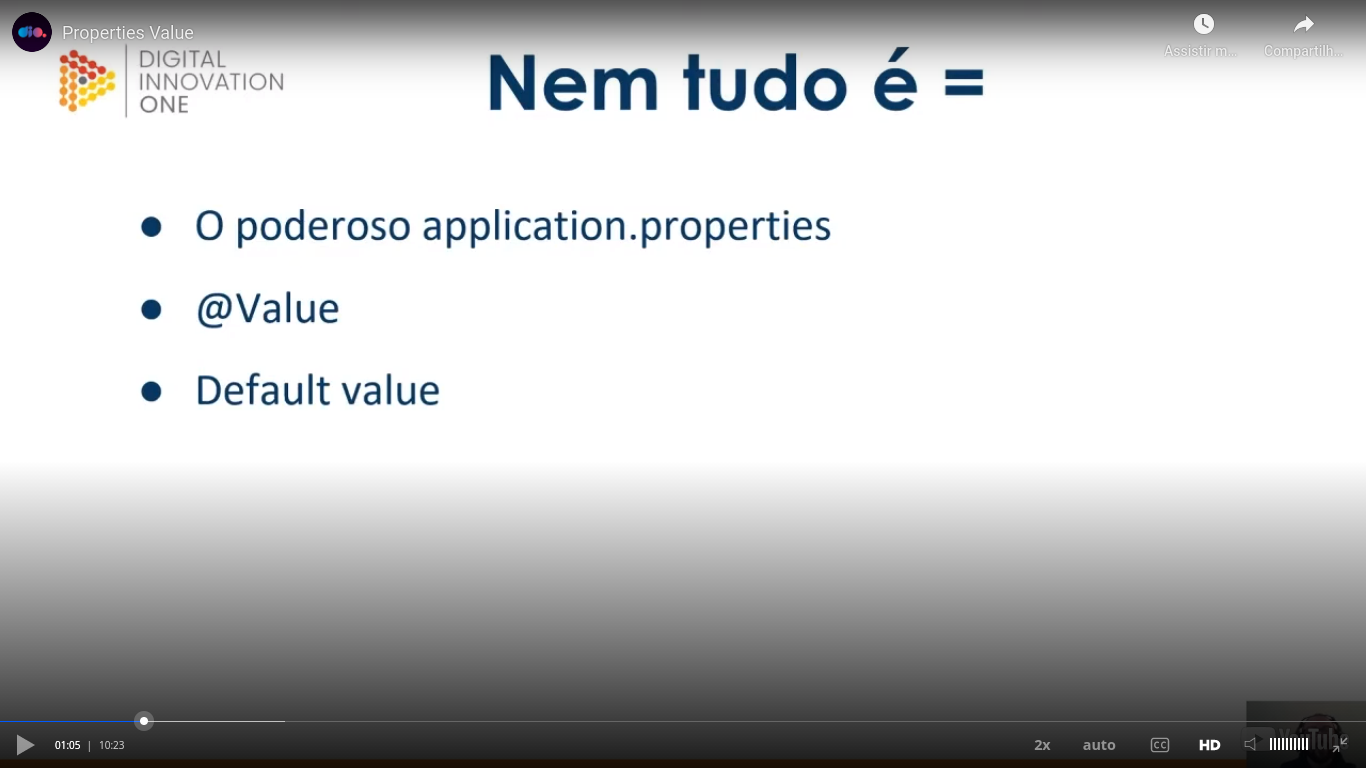 Properties Value
Assistir m...
Compartilh...
DIGITAL
INNOVATION
ONE
Nem tudo é =
● O poderoso application.properties
● @Value
● Default value
01:05 | 10:23
2x
auto
CC
HD
YouTube